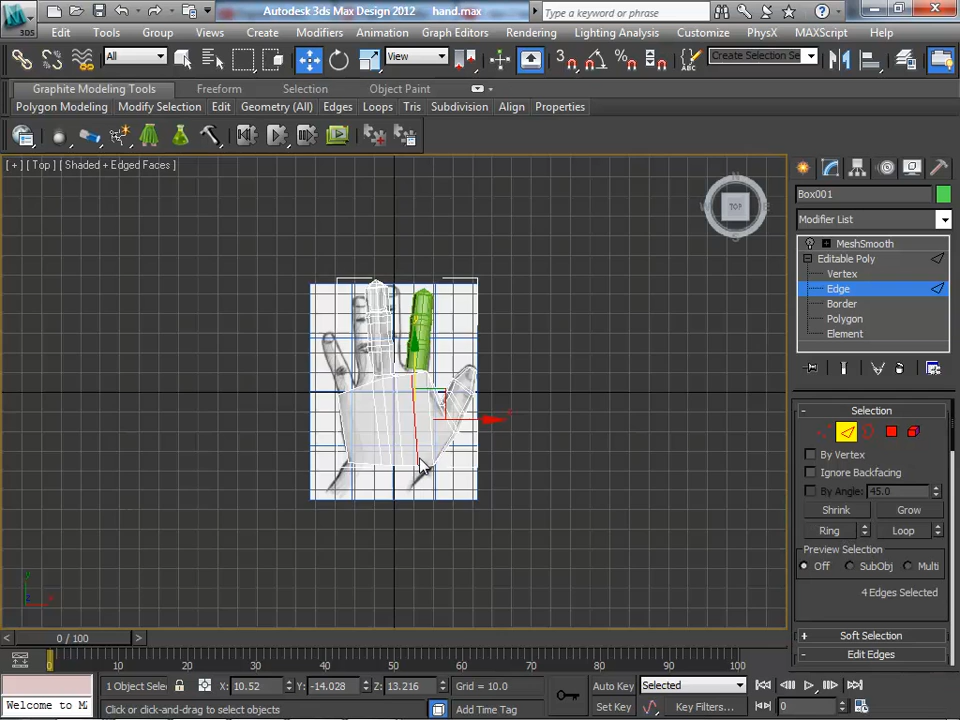 Autodesk 3ds Max Design 2012 hand.max
Type a keyword or phrase
3DS
Edit Tools Group Views Create Modifiers Animation Graph Editors Rendering Lighting Analysis Customize PhysX MAXScript Help
All View 3 Create Selection Se
Graphite Modeling Tools Freeform Selection Object Paint
Polygon Modeling Modify Selection Edit Geometry (All) Edges Loops Tris Subdivision Align Properties
[ + ] [ Top ] [ Shaded + Edged Faces ]
TOP
Box001
Modifier List
MeshSmooth
Editable Poly
Vertex
Edge
Border
Polygon
Element
- Selection
By Vertex
Ignore Backfacing
By Angle: 45.0
Shrink Grow
Ring Loop
Preview Selection
Off SubObj Multi
4 Edges Selected
+ Soft Selection
+ Edit Edges
< 0 / 100 >
0 10 20 30 40 50 60 70 80 90 100
1 Object Selec X: 10.52 Y: -14.028 Z: 13.216 Grid = 10.0 Auto Key Selected
Welcome to M Click or click-and-drag to select objects Add Time Tag Set Key Key Filters... 0